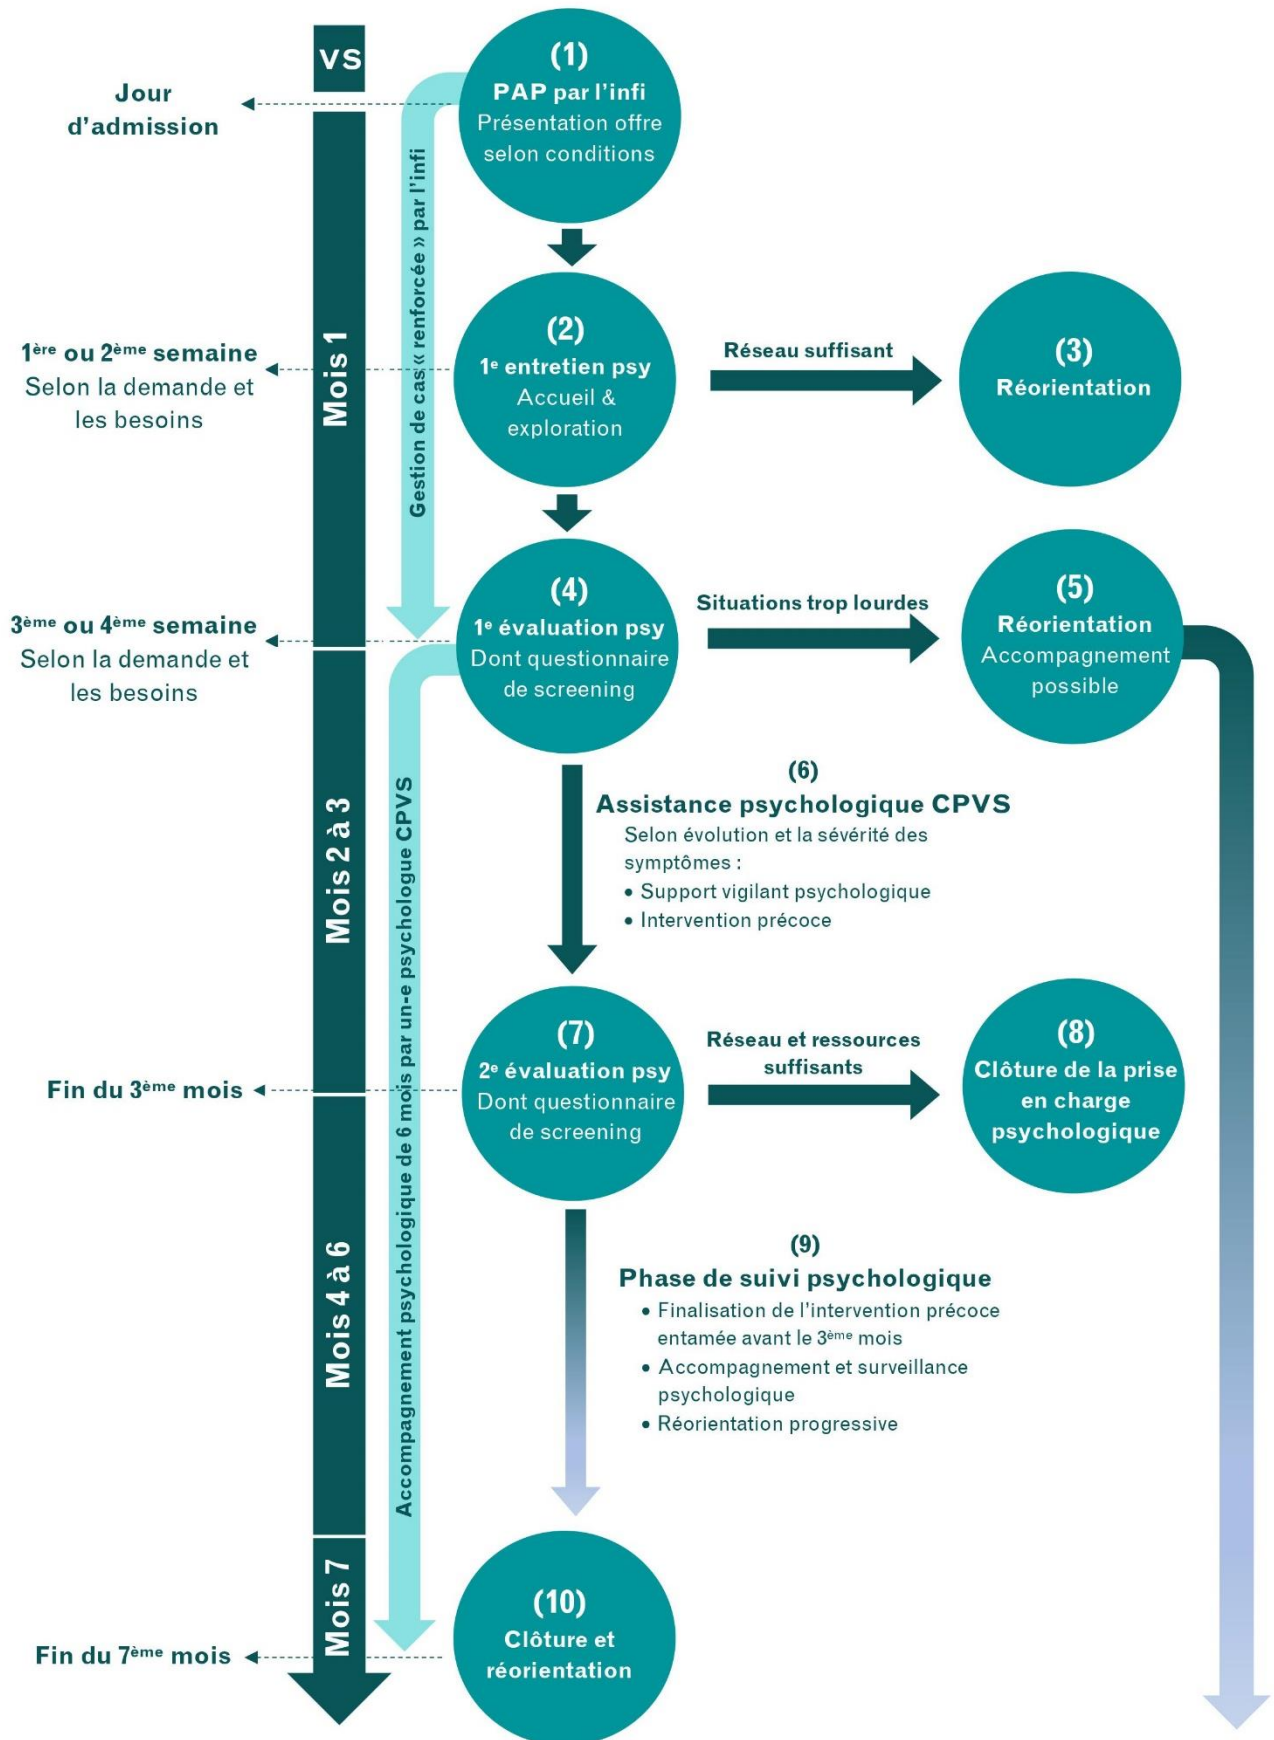 VS
(1)
PAP par l'infi
Présentation offre
selon conditions
Jour
d'admission
Gestion de cas « renforcée » par l'infi
Mois 1
(2)
1e entretien psy
Accueil &
exploration
1ère ou 2ème semaine
Selon la demande et
les besoins
Réseau suffisant
(3)
Réorientation
(4)
1e évaluation psy
Dont questionnaire
de screening
3ème ou 4ème semaine
Selon la demande et
les besoins
Situations trop lourdes
(5)
Réorientation
Accompagnement
possible
Mois 2 à 3
Accompagnement psychologique de 6 mois par un-e psychologue CPVS
(6)
Assistance psychologique CPVS
Selon évolution et la sévérité des
symptômes :
• Support vigilant psychologique
• Intervention précoce
(7)
2e évaluation psy
Dont questionnaire
de screening
Fin du 3ème mois
Réseau et ressources
suffisants
(8)
Clôture de la prise
en charge
psychologique
Mois 4 à 6
(9)
Phase de suivi psychologique
• Finalisation de l'intervention précoce
entamée avant le 3ème mois
• Accompagnement et surveillance
psychologique
• Réorientation progressive
Mois 7
(10)
Clôture et
réorientation
Fin du 7ème mois